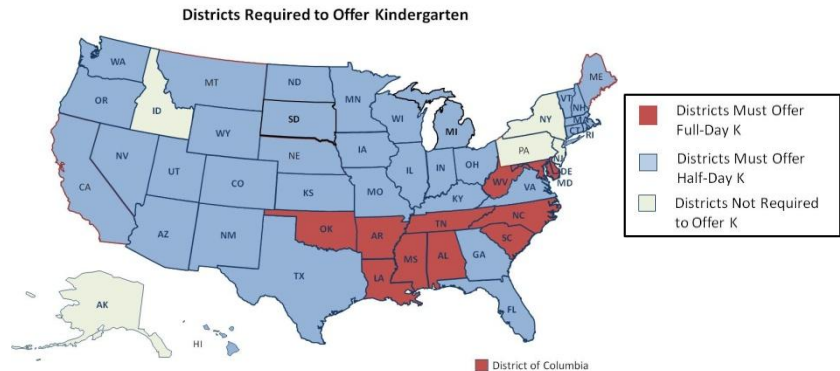 Districts Required to Offer Kindergarten
WA
MT
ND
MN
ME
OR
ID
WY
SD
WI
MI
VT
NH
NY
MA
CT
RI
NV
NE
IA
PA
NJ
CA
UT
CO
KS
MO
IL
IN
OH
WV
VA
DE
MD
KY
AZ
NM
OK
AR
TN
NC
SC
TX
LA
MS
AL
GA
FL
AK
HI
District of Columbia
Districts Must Offer
Full-Day K
Districts Must Offer
Half-Day K
Districts Not Required
to Offer K